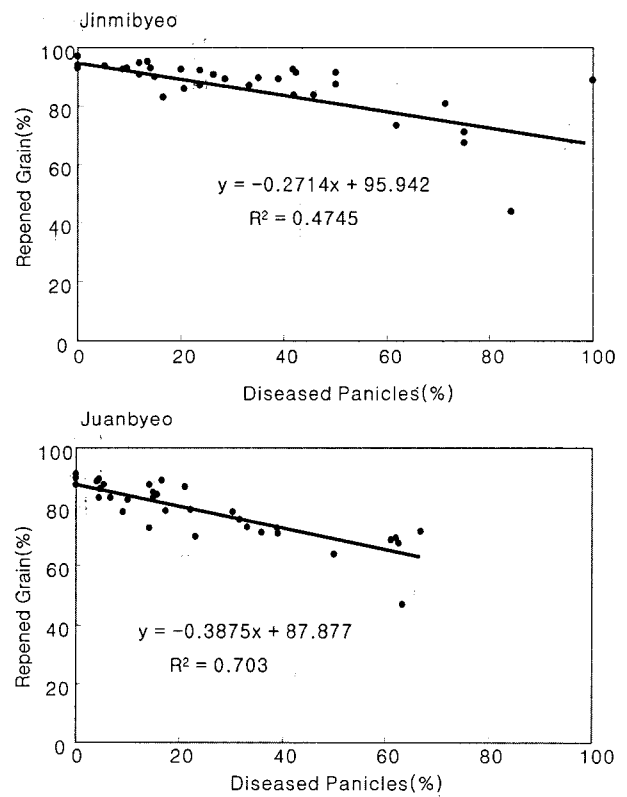 Jinmibyeo
100
80
60
40
20
0
Repened Grain(%)
y = -0.2714x + 95.942
R² = 0.4745
0 20 40 60 80 100
Diseased Panicles(%)
Juanbyeo
100
80
60
40
20
0
Repened Grain(%)
y = -0.3875x + 87.877
R² = 0.703
0 20 40 60 80 100
Diseased Panicles(%)